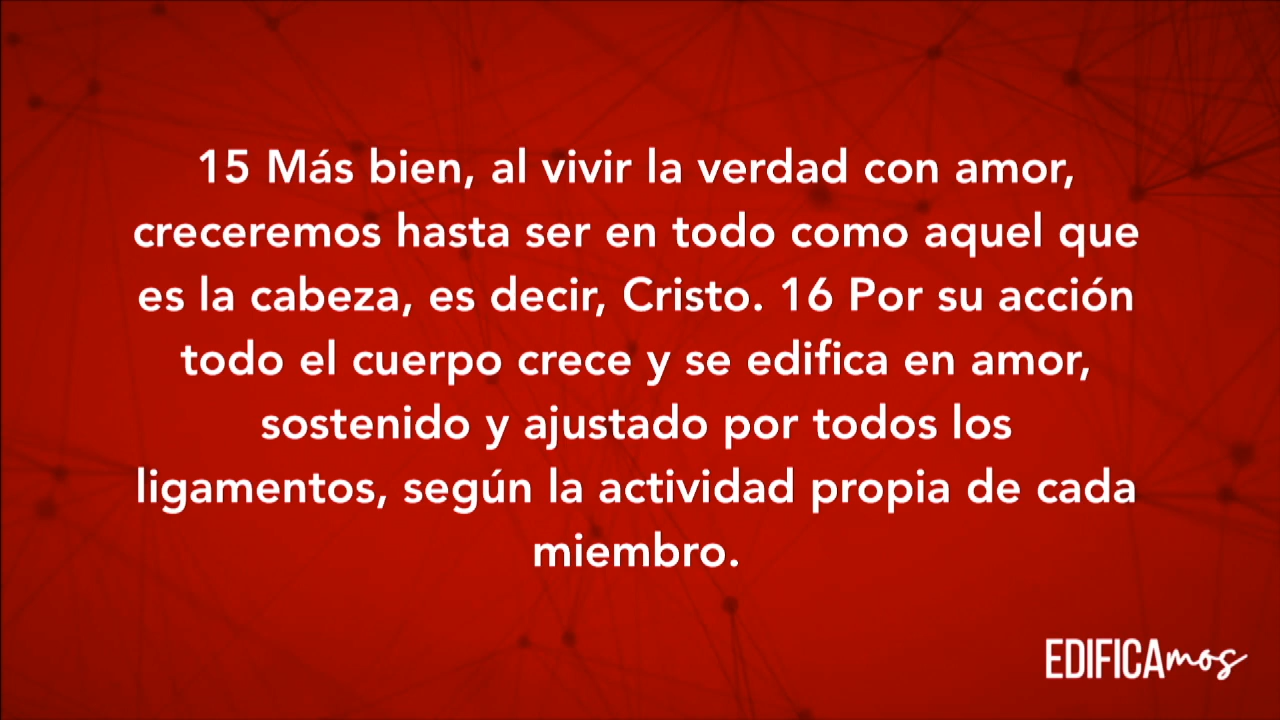 15 Más bien, al vivir la verdad con amor,
creceremos hasta ser en todo como aquel que
es la cabeza, es decir, Cristo. 16 Por su acción
todo el cuerpo crece y se edifica en amor,
sostenido y ajustado por todos los
ligamentos, según la actividad propia de cada
miembro.
EDIFICAmos